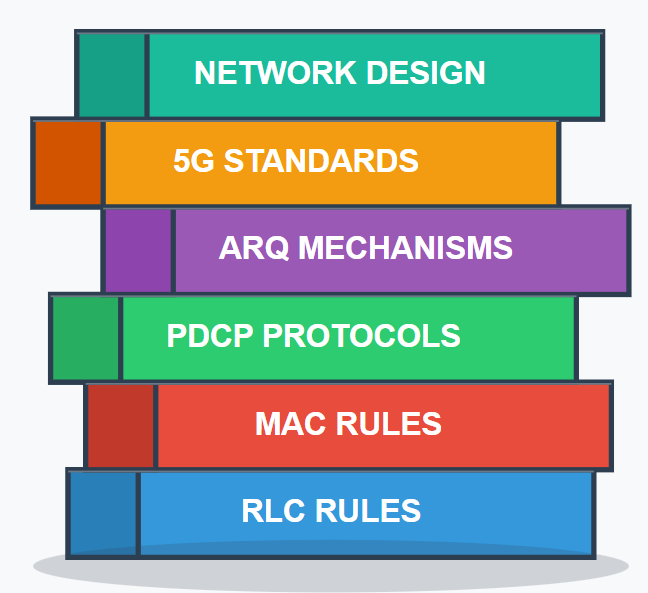 NETWORK DESIGN
5G STANDARDS
ARQ MECHANISMS
PDCP PROTOCOLS
MAC RULES
RLC RULES